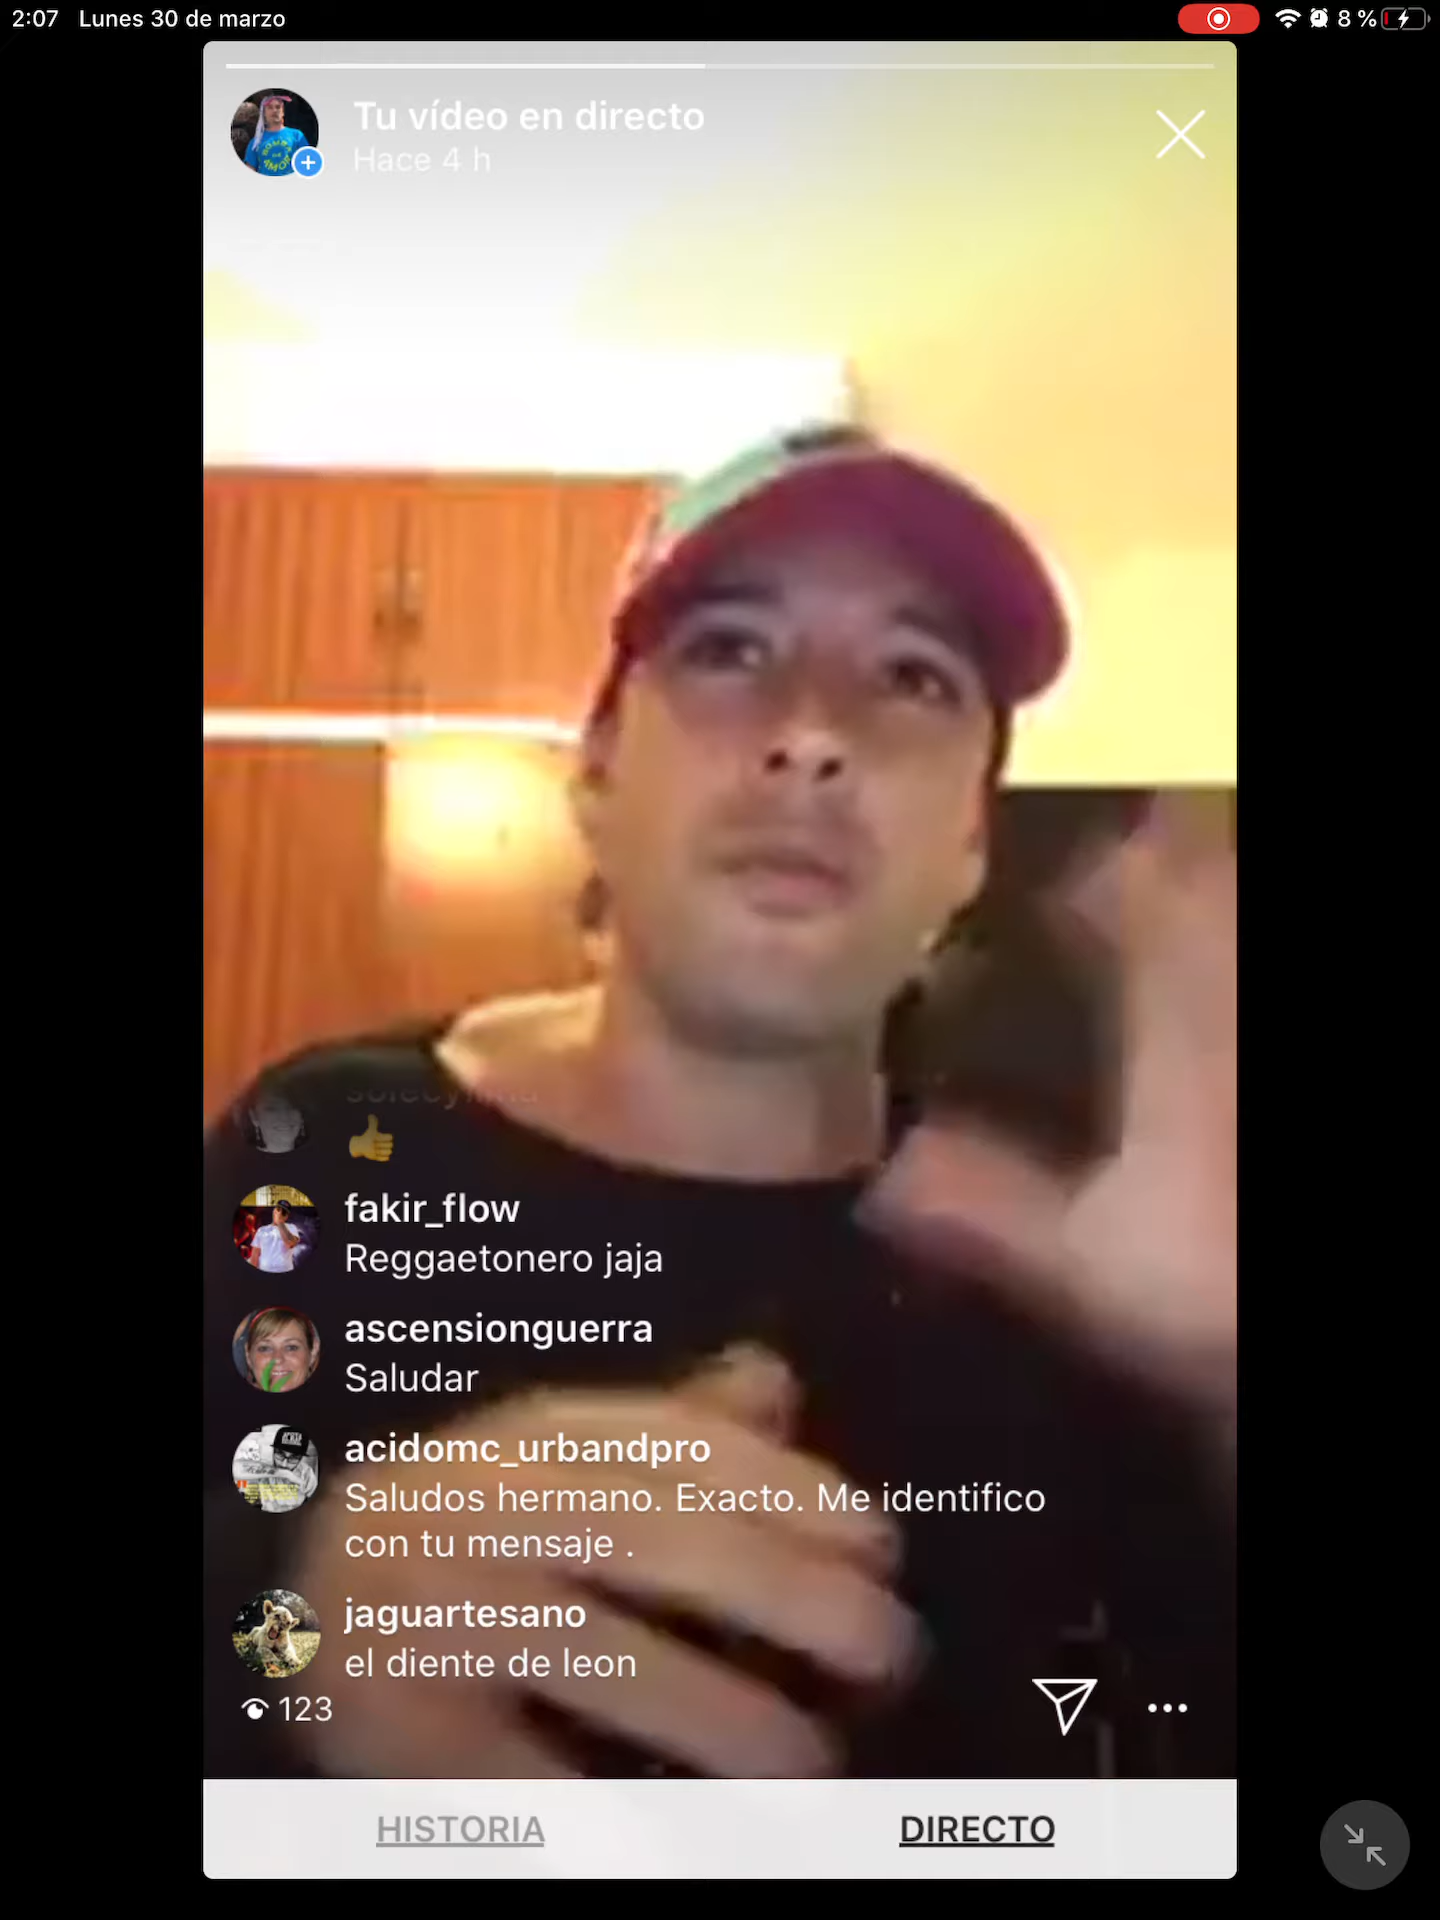 2:07 Lunes 30 de marzo
8 %
Tu vídeo en directo
Hace 4 h
fakir_flow
Reggaetonero jaja
ascensionguerra
Saludar
acidomc_urbandpro
Saludos hermano. Exacto. Me identifico
con tu mensaje .
jaguartesano
el diente de leon
123
HISTORIA
DIRECTO